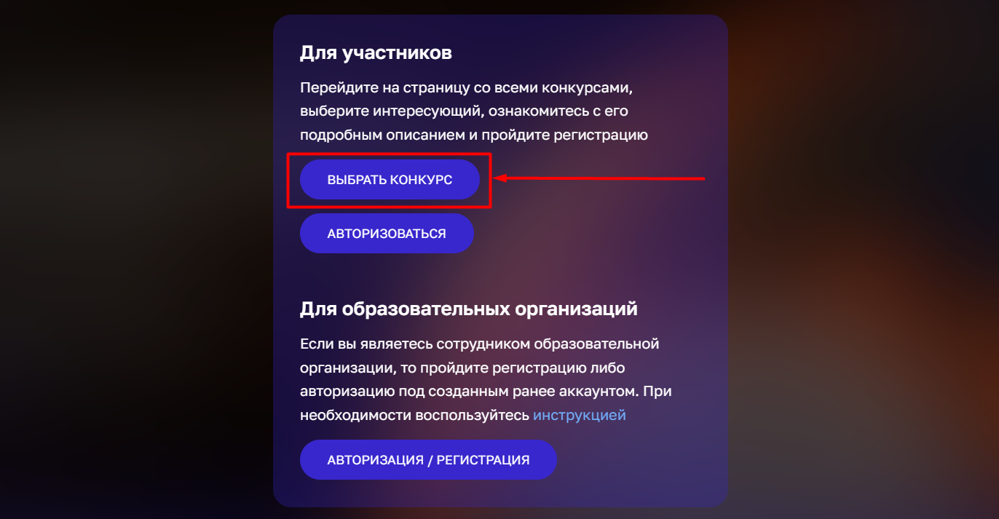 Для участников
Перейдите на страницу со всеми конкурсами,
выберите интересующий, ознакомитесь с его
подробным описанием и пройдите регистрацию
ВЫБРАТЬ КОНКУРС
АВТОРИЗОВАТЬСЯ
Для образовательных организаций
Если вы являетесь сотрудником образовательной
организации, то пройдите регистрацию либо
авторизацию под созданным ранее аккаунтом. При
необходимости воспользуйтесь инструкцией
АВТОРИЗАЦИЯ / РЕГИСТРАЦИЯ